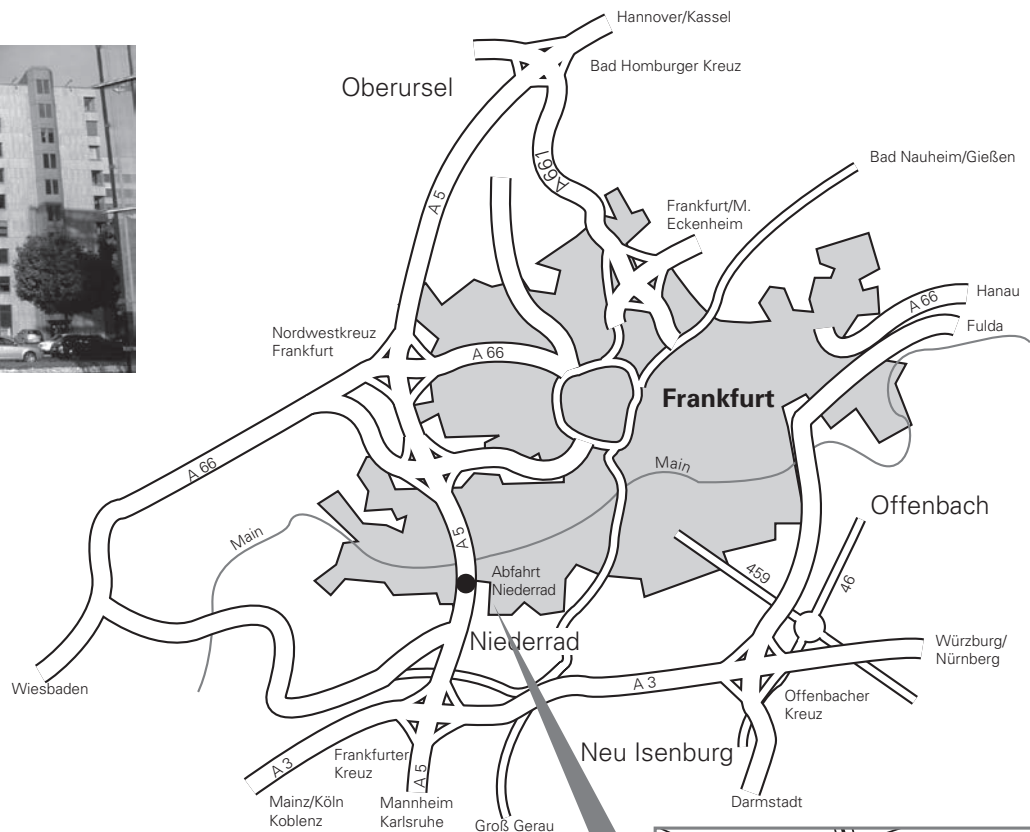 Hannover/Kassel
Bad Homburger Kreuz
Oberursel
A661
Bad Nauheim/Gießen
A 5
Frankfurt/M.
Eckenheim
A 66
Hanau
Fulda
Nordwestkreuz
Frankfurt
A 66
Frankfurt
A 66
Main
Offenbach
Main
A 5
Abfahrt
Niederrad
459
46
Niederrad
Würzburg/
Nürnberg
Wiesbaden
A 3
Offenbacher
Kreuz
Neu Isenburg
Frankfurter
Kreuz
A 3
A 5
Mainz/Köln
Koblenz
Mannheim
Karlsruhe
Groß Gerau
Darmstadt